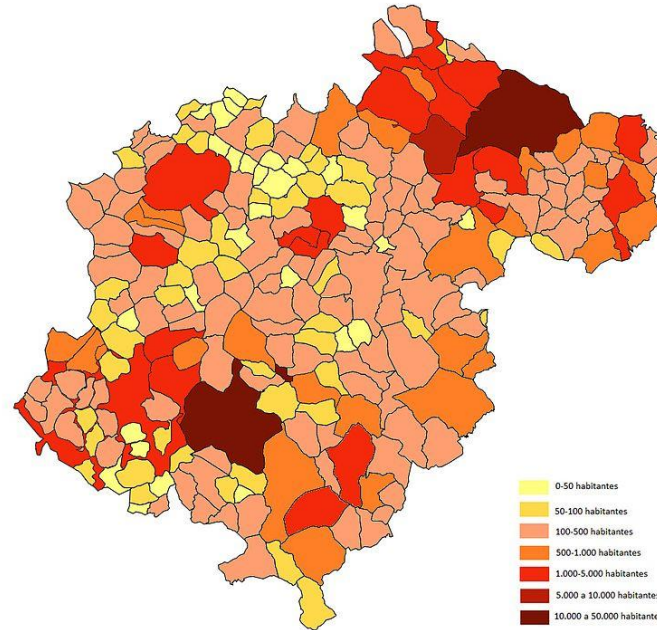 0-50 habitantes
50-100 habitantes
100-500 habitantes
500-1.000 habitantes
1.000-5.000 habitantes
5.000 a 10.000 habitantes
10.000 a 50.000 habitantes